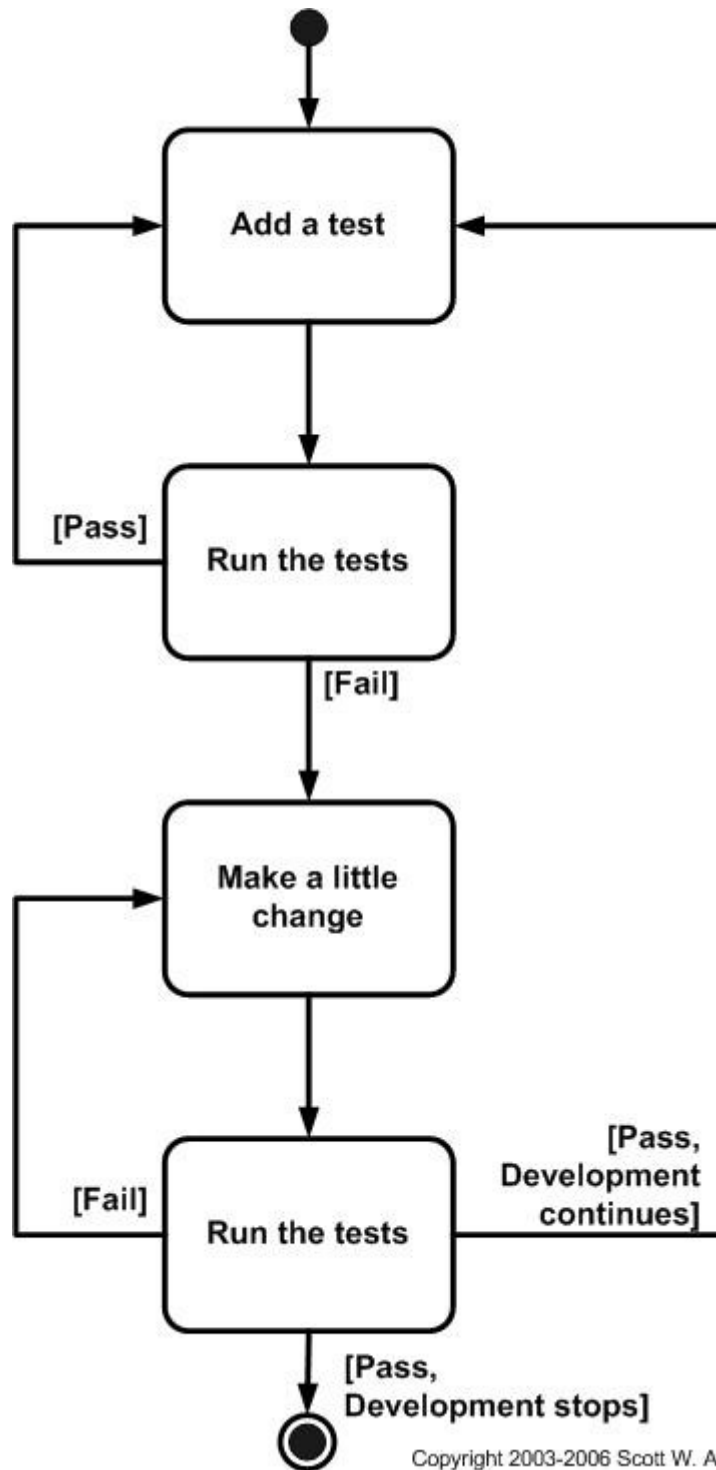 Add a test
[Pass]
Run the tests
[Fail]
Make a little
change
[Pass,
Development
continues]
[Fail]
Run the tests
[Pass,
Development stops]
Copyright 2003-2006 Scott W. A